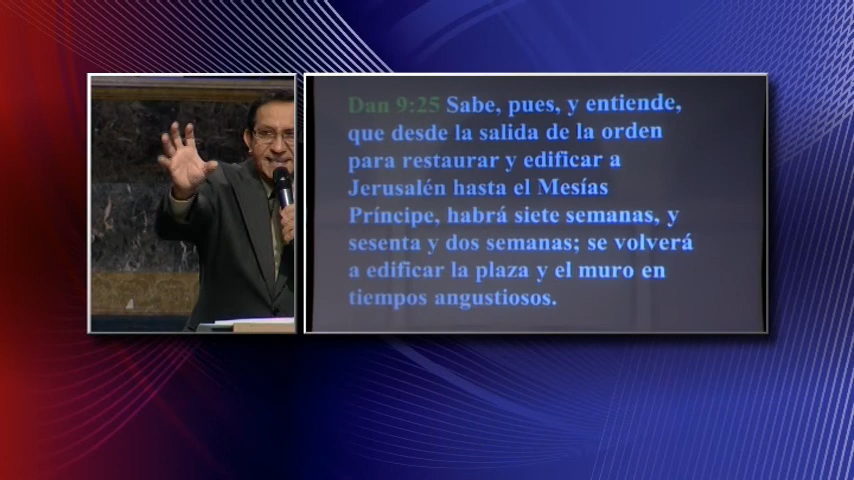 Dan 9:25 Sabe, pues, y entiende,
que desde la salida de la orden
para restaurar y edificar a
Jerusalén hasta el Mesías
Príncipe, habrá siete semanas, y
sesenta y dos semanas; se volverá
a edificar la plaza y el muro en
tiempos angustiosos.